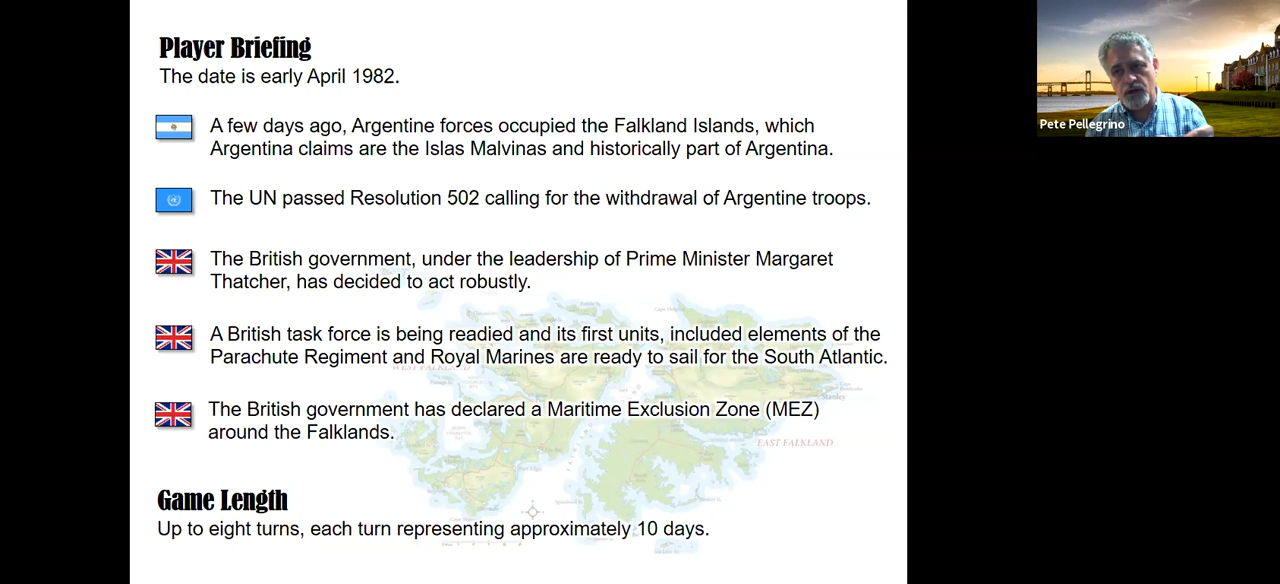 Player Briefing
The date is early April 1982.
A few days ago, Argentine forces occupied the Falkland Islands, which
Argentina claims are the Islas Malvinas and historically part of Argentina.
The UN passed Resolution 502 calling for the withdrawal of Argentine troops.
The British government, under the leadership of Prime Minister Margaret
Thatcher, has decided to act robustly.
A British task force is being readied and its first units, included elements of the
Parachute Regiment and Royal Marines are ready to sail for the South Atlantic.
WEST FALKLAND
Stanley
The British government has declared a Maritime Exclusion Zone (MEZ)
around the Falklands.
EAST FALKLAND
Game Length
Up to eight turns, each turn representing approximately 10 days.
Pete Pellegrino